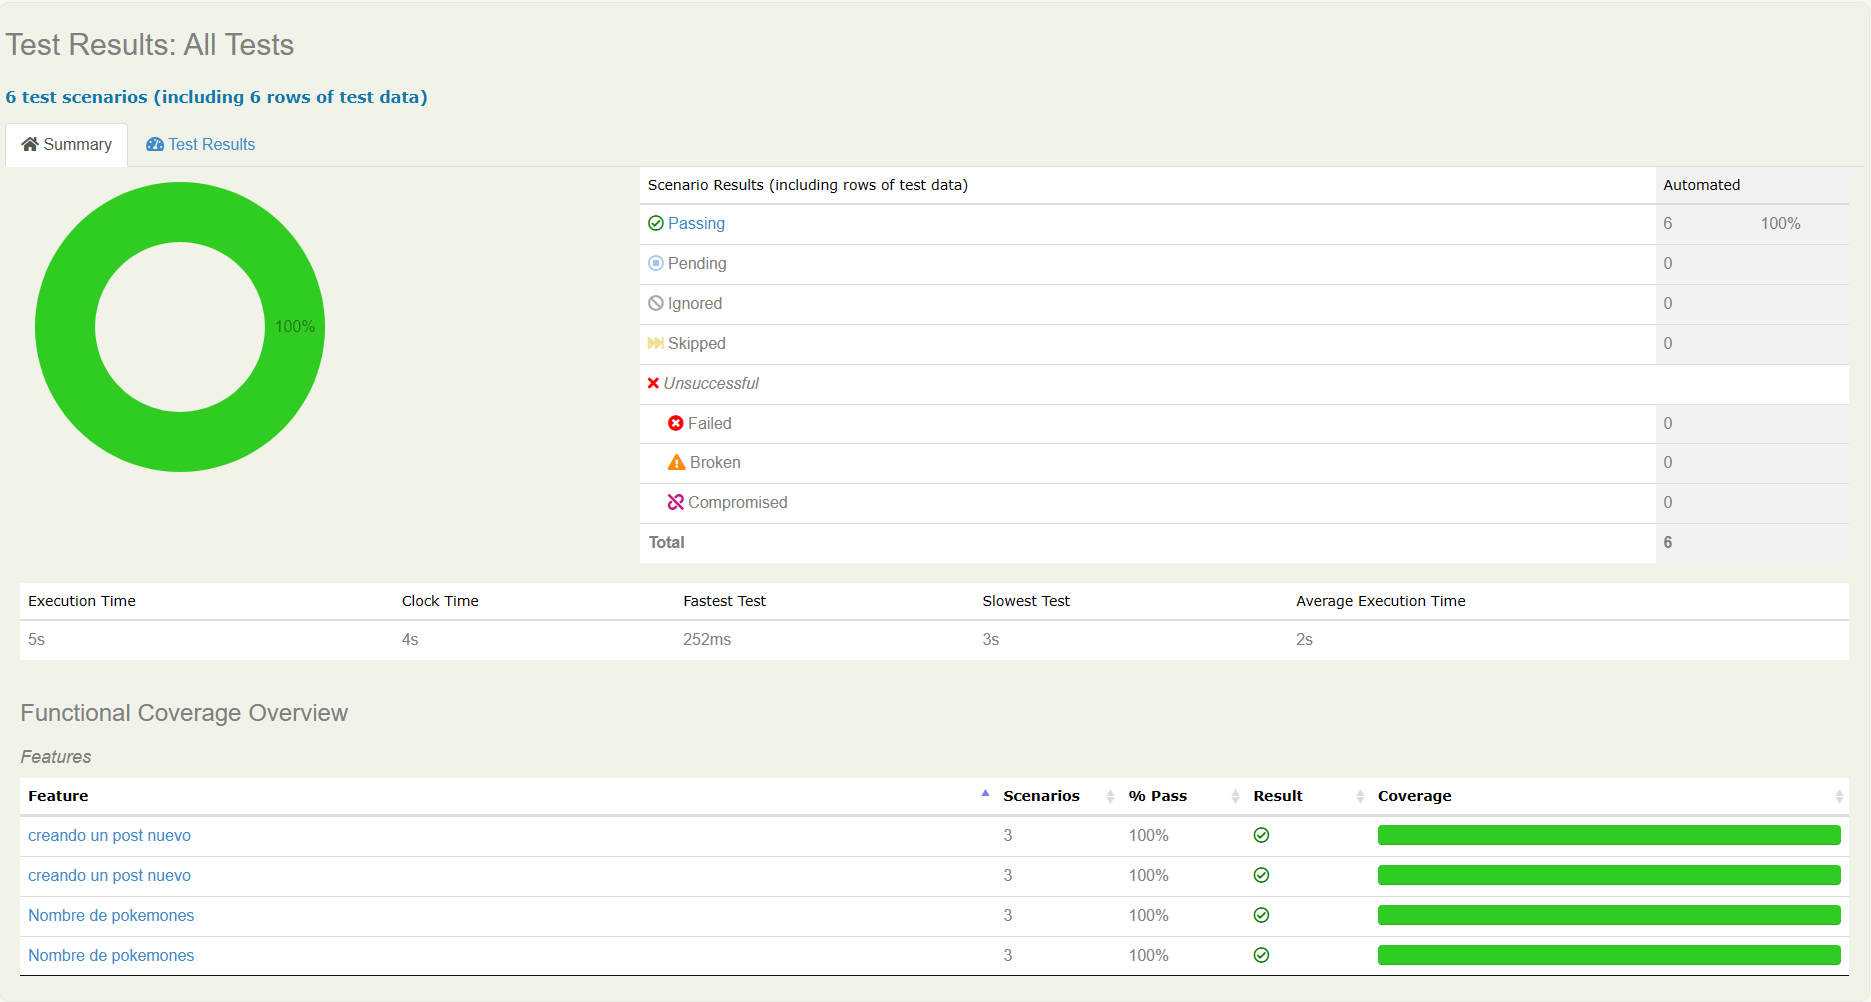 Test Results: All Tests
6 test scenarios (including 6 rows of test data)
Summary Test Results
100%
Scenario Results (including rows of test data) Automated
Passing 6 100%
Pending 0
Ignored 0
Skipped 0
Unsuccessful
Failed 0
Broken 0
Compromised 0
Total 6
Execution Time Clock Time Fastest Test Slowest Test Average Execution Time
5s 4s 252ms 3s 2s
Functional Coverage Overview
Features
Feature Scenarios % Pass Result Coverage
creando un post nuevo 3 100%
creando un post nuevo 3 100%
Nombre de pokemones 3 100%
Nombre de pokemones 3 100%